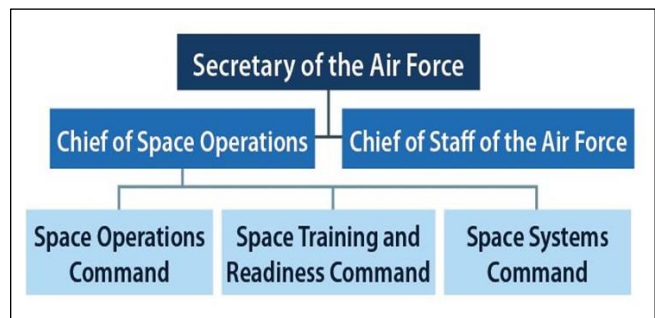 Secretary of the Air Force
Chief of Space Operations
Chief of Staff of the Air Force
Space Operations
Command
Space Training and
Readiness Command
Space Systems
Command